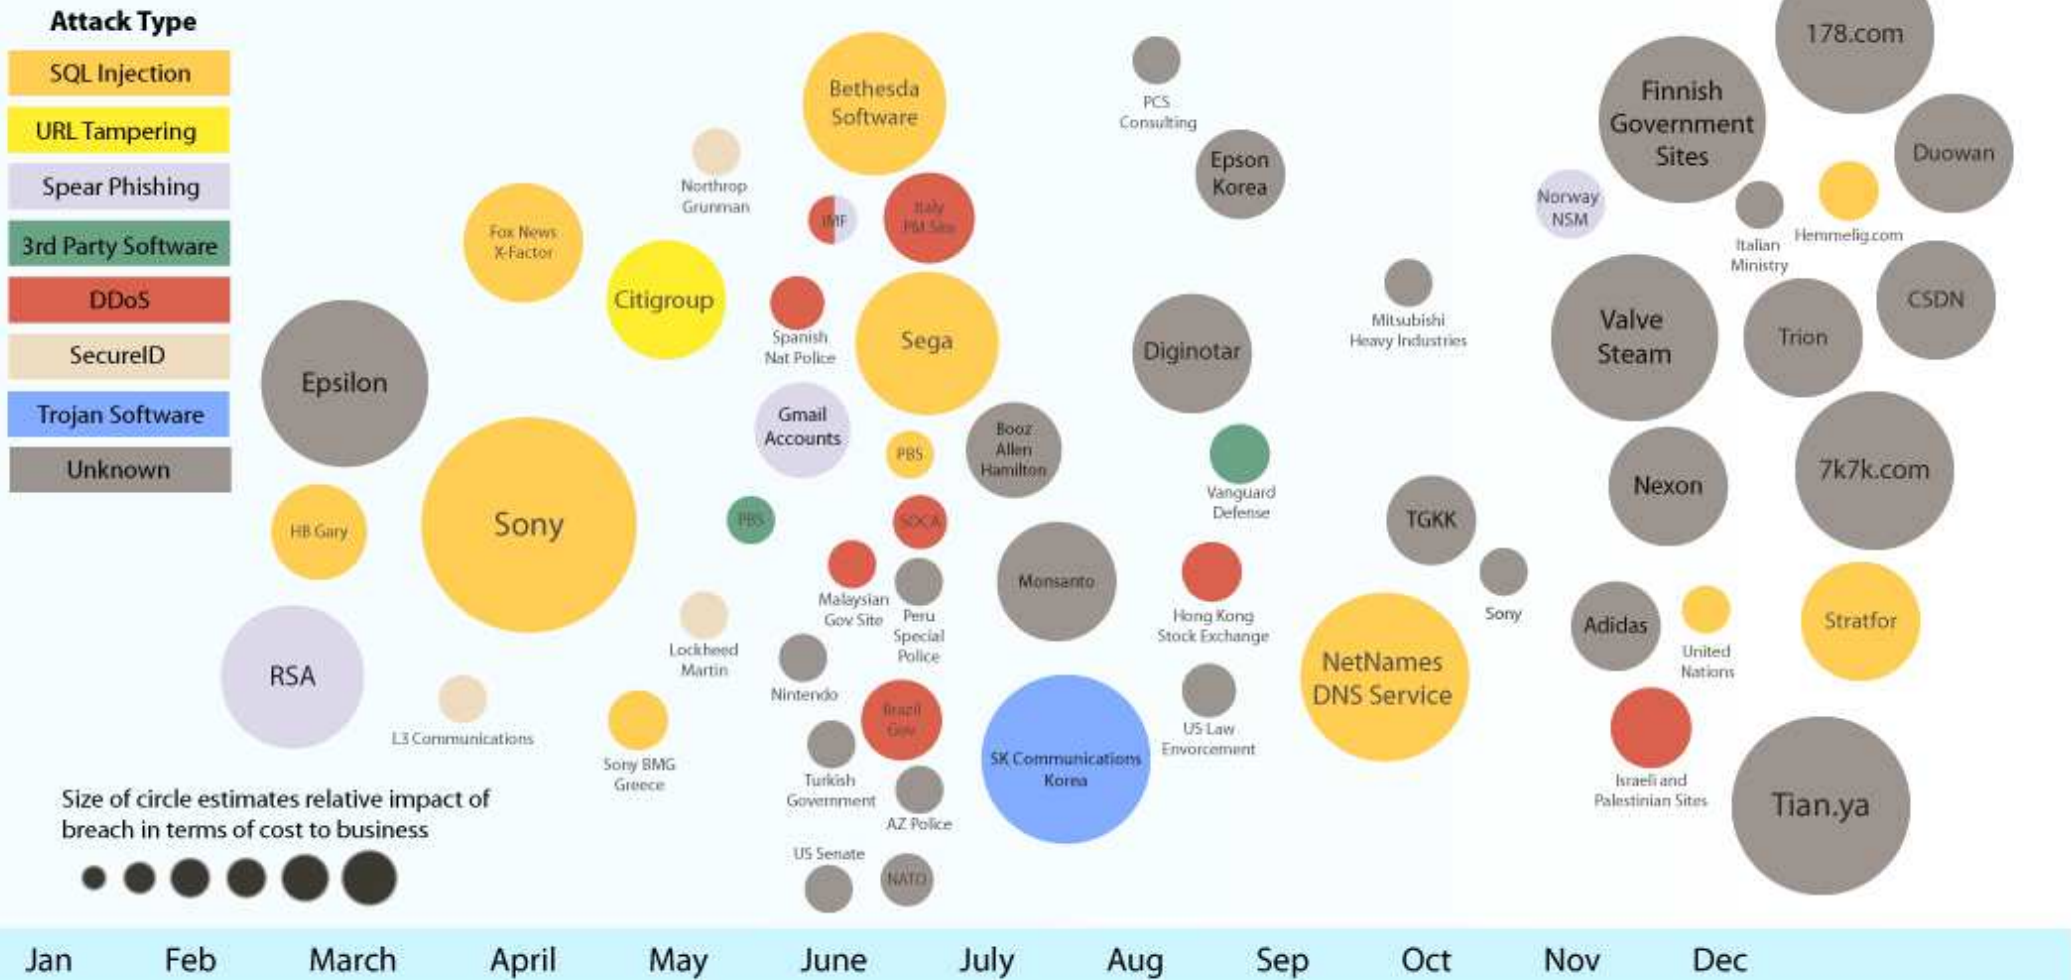 Attack Type
SQL Injection
URL Tampering
Spear Phishing
3rd Party Software
DDoS
SecureID
Trojan Software
Unknown
Epsilon
HB Gary
RSA
L3 Communications
Fox News
X-Factor
Sony
Sony BMG
Greece
Northrop
Grunman
Citigroup
PBS
Lockheed
Martin
Bethesda
Software
IMF
Italy
PM Site
Spanish
Nat Police
Sega
Gmail
Accounts
PBS
Booz
Allen
Hamilton
SOCA
Malaysian
Gov Site
Peru
Special
Police
Nintendo
Brazil
Gov
Turkish
Government
AZ Police
US Senate
NATO
Monsanto
SK Communications
Korea
PCS
Consulting
Epson
Korea
Diginotar
Vanguard
Defense
Hong Kong
Stock Exchange
US Law
Envorcement
Mitsubishi
Heavy Industries
TGKK
Sony
NetNames
DNS Service
178.com
Finnish
Government
Sites
Duowan
Norway
NSM
Italian
Ministry
Hemmelig.com
Valve
Steam
Trion
CSDN
Nexon
7k7k.com
Adidas
United
Nations
Stratfor
Israeli and
Palestinian Sites
Tian.ya
Size of circle estimates relative impact of
breach in terms of cost to business
Jan Feb March April May June July Aug Sep Oct Nov Dec